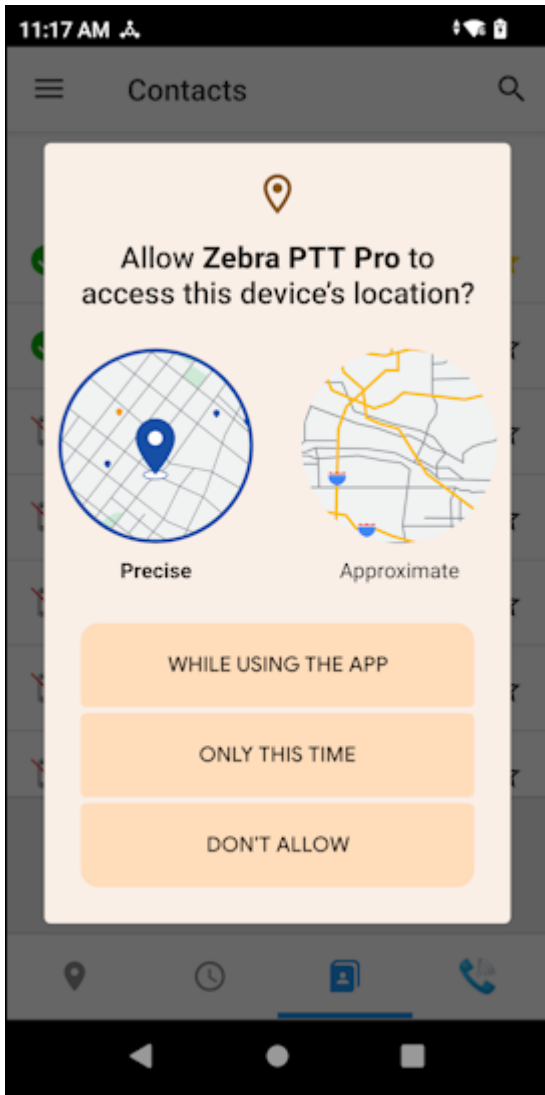 11:17 AM
Contacts
Allow Zebra PTT Pro to
access this device's location?
Precise
Approximate
WHILE USING THE APP
ONLY THIS TIME
DON'T ALLOW